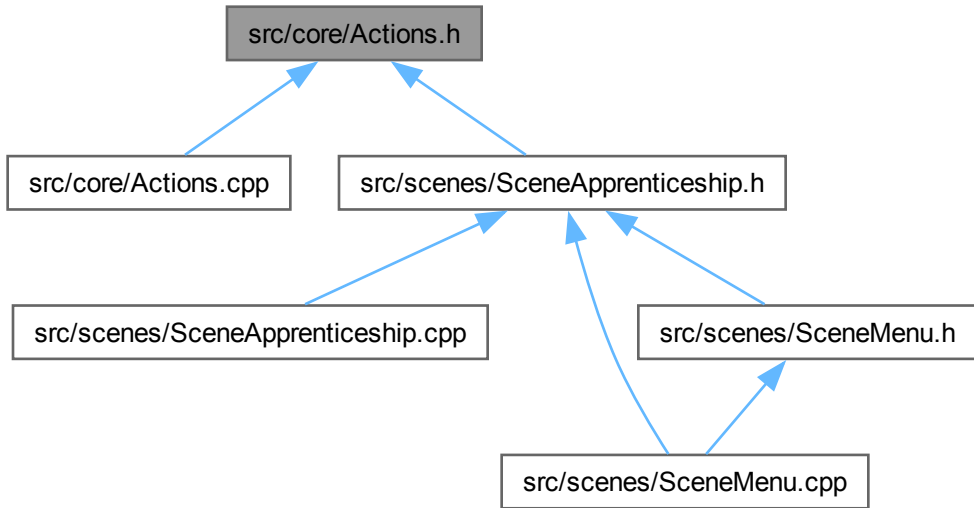 src/core/Actions.h
src/core/Actions.cpp
src/scenes/SceneApprenticeship.h
src/scenes/SceneApprenticeship.cpp
src/scenes/SceneMenu.h
src/scenes/SceneMenu.cpp